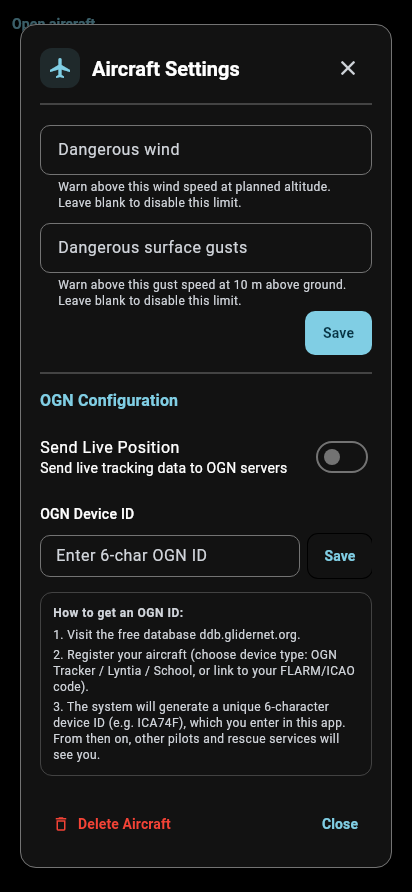 Open aircraft
Aircraft Settings
Dangerous wind
Warn above this wind speed at planned altitude.
Leave blank to disable this limit.
Dangerous surface gusts
Warn above this gust speed at 10 m above ground.
Leave blank to disable this limit.
Save
OGN Configuration
Send Live Position
Send live tracking data to OGN servers
OGN Device ID
Enter 6-char OGN ID
Save
How to get an OGN ID:
1. Visit the free database ddb.glidernet.org.
2. Register your aircraft (choose device type: OGN
Tracker / Lyntia / School, or link to your FLARM/ICAO
code).
3. The system will generate a unique 6-character
device ID (e.g. ICA74F), which you enter in this app.
From then on, other pilots and rescue services will
see you.
Delete Aircraft
Close